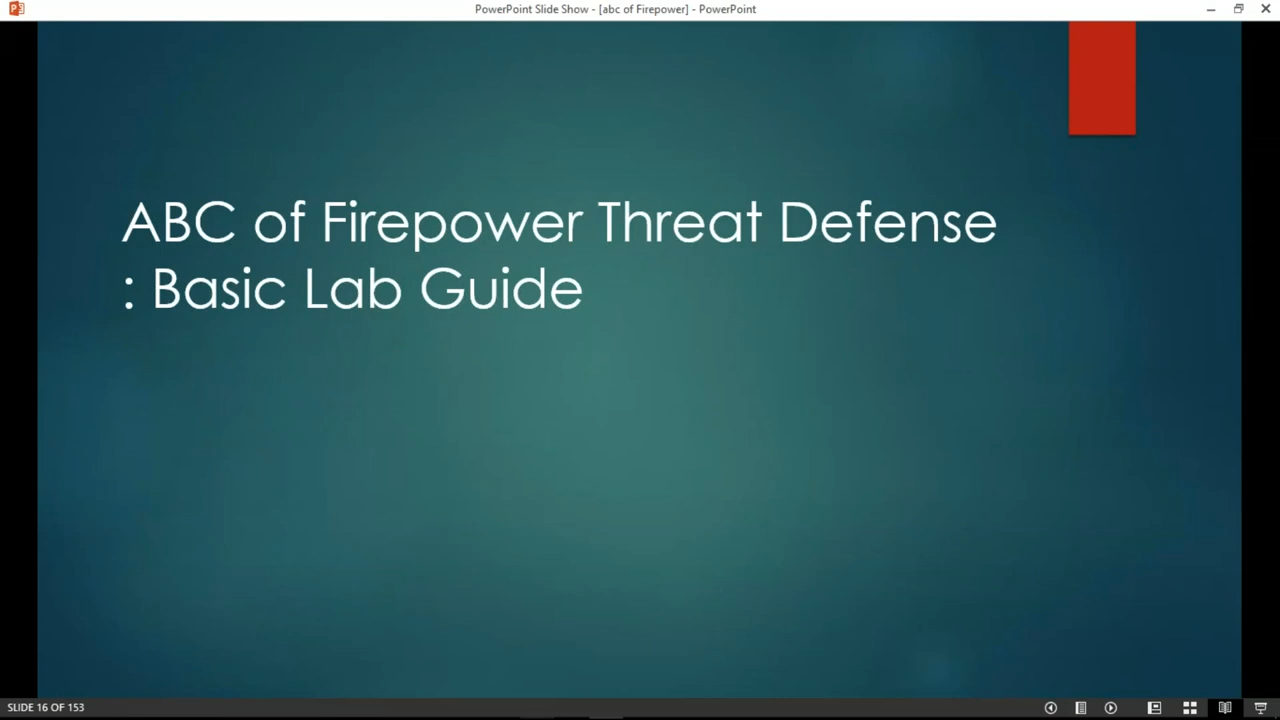 PowerPoint Slide Show - [abc of Firepower] - PowerPoint
ABC of Firepower Threat Defense
: Basic Lab Guide
SLIDE 16 OF 153